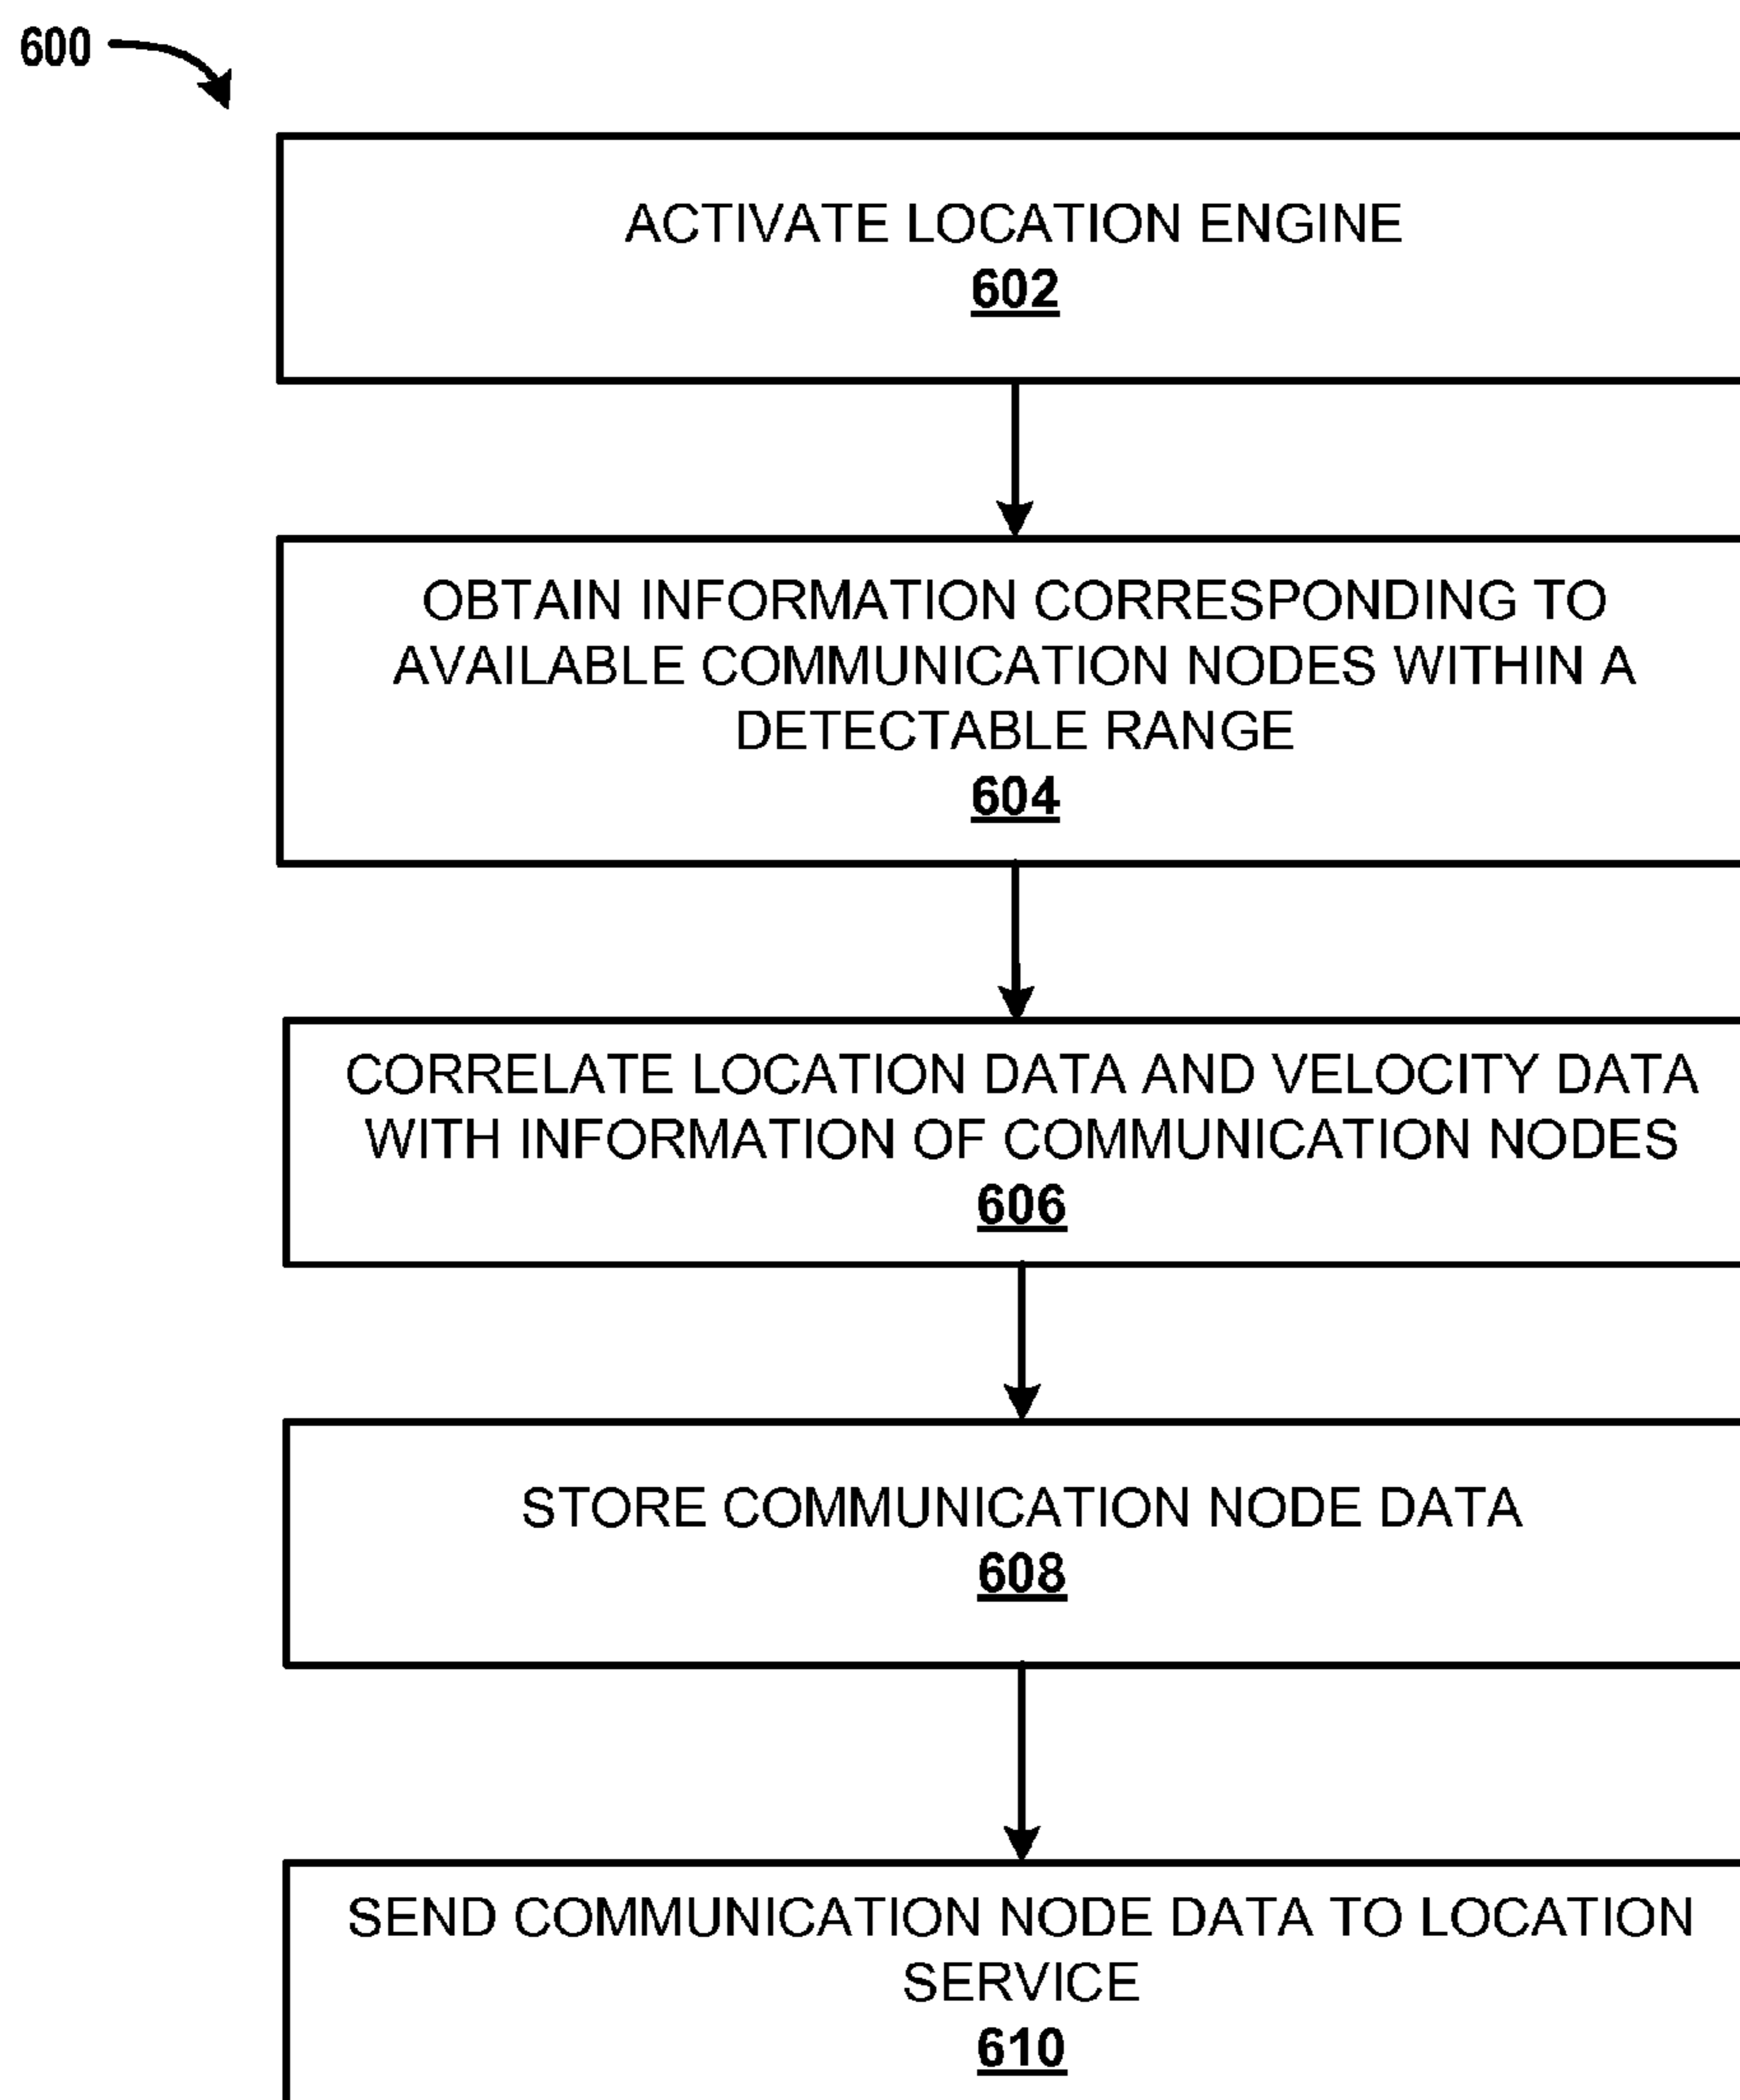 600
ACTIVATE LOCATION ENGINE
602
OBTAIN INFORMATION CORRESPONDING TO
AVAILABLE COMMUNICATION NODES WITHIN A
DETECTABLE RANGE
604
CORRELATE LOCATION DATA AND VELOCITY DATA
WITH INFORMATION OF COMMUNICATION NODES
606
STORE COMMUNICATION NODE DATA
608
SEND COMMUNICATION NODE DATA TO LOCATION
SERVICE
610